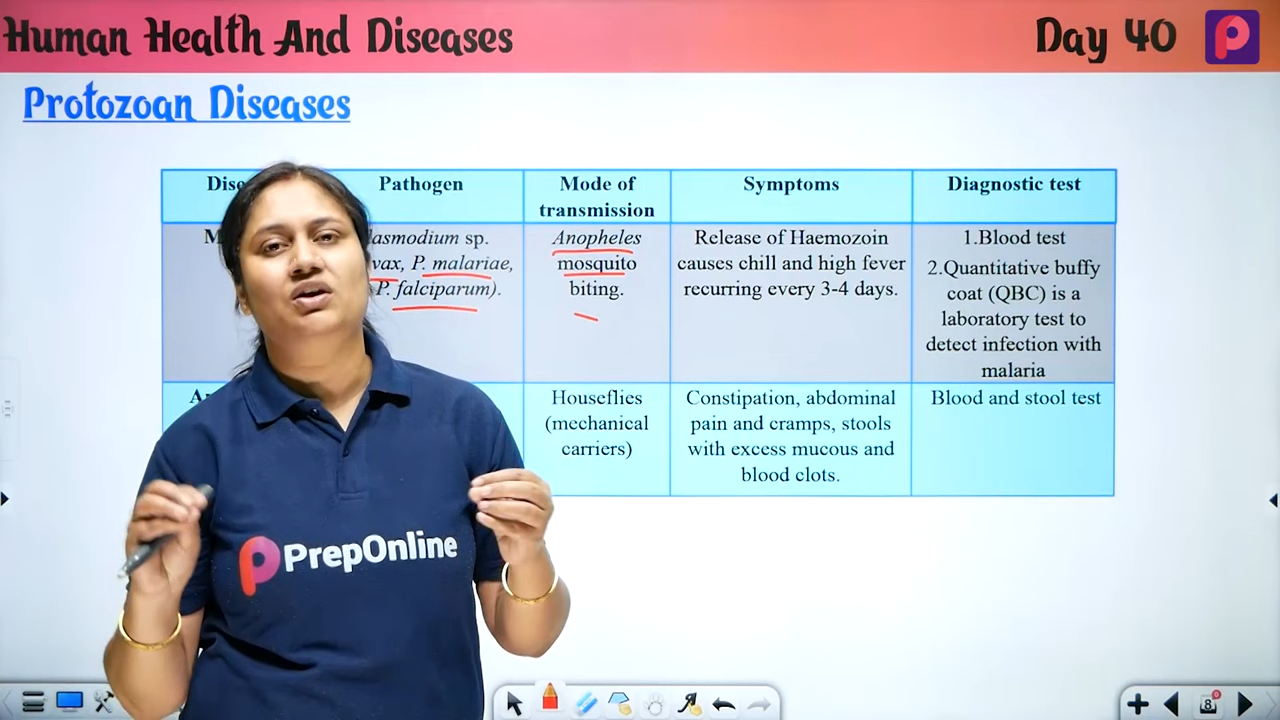 Human Health And Diseases
Day 40
Protozoan Diseases
Pathogen
Mode of
transmission
Symptoms
Diagnostic test
sp.
P. malariae,
P. falciparum).
Anopheles
mosquito
biting.
Release of Haemozoin
causes chill and high fever
recurring every 3-4 days.
1.Blood test
2.Quantitative buffy
coat (QBC) is a
laboratory test to
detect infection with
malaria
Houseflies
(mechanical
carriers)
Constipation, abdominal
pain and cramps, stools
with excess mucous and
blood clots.
Blood and stool test
PrepOnline
8